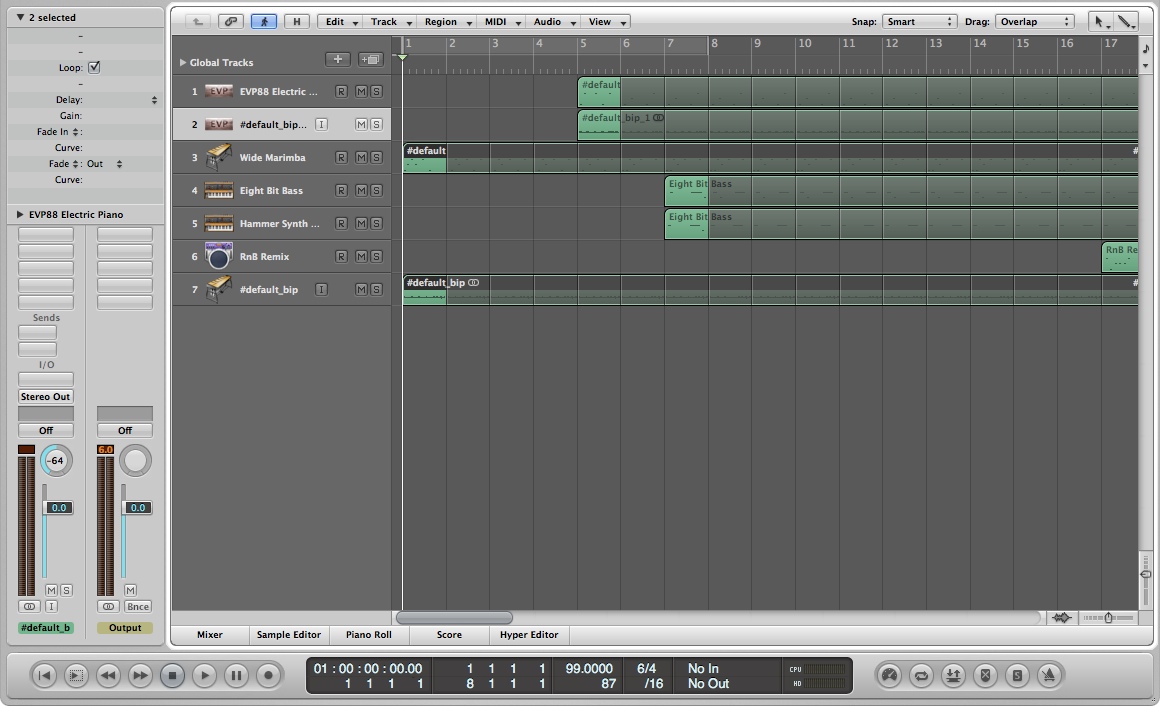 2 selected
–
–
Loop:
–
Delay:
Gain:
Fade In :
Curve:
Fade : Out
Curve:
EVP88 Electric Piano
Sends
I/O
Stereo Out
Off Off
-64 6.0
0.0 0.0
M S M
I Bnce
#default_b Output
H Edit Track Region MIDI Audio View Snap: Smart Drag: Overlap
1 2 3 4 5 6 7 8 9 10 11 12 13 14 15 16 17
Global Tracks
1 EVP EVP88 Electric ... R M S #default
2 EVP #default_bip... I M S #default_bip_1
3 Wide Marimba R M S #default #
4 Eight Bit Bass R M S Eight Bit Bass
5 Hammer Synth ... R M S Eight Bit Bass
6 RnB Remix R M S RnB Re
7 #default_bip I M S #default_bip #
Mixer Sample Editor Piano Roll Score Hyper Editor
01 : 00 : 00 : 00.00 1 1 1 1 99.0000 6/4 No In CPU
1 1 1 1 8 1 1 1 87 /16 No Out HD
S